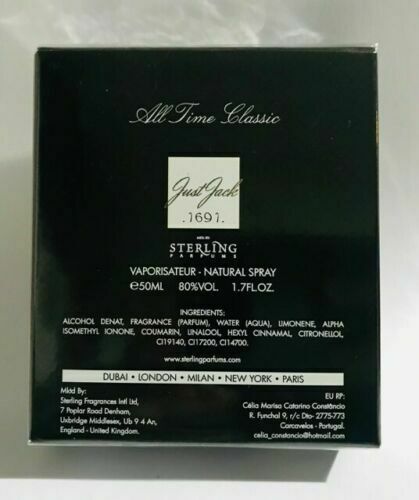 All Time Classic
Just Jack
.1691.
MFD BY
STERLING
PARFUMS
VAPORISATEUR - NATURAL SPRAY
℮50ML 80%VOL. 1.7FL.OZ.
INGREDIENTS:
ALCOHOL DENAT, FRAGRANCE (PARFUM), WATER (AQUA), LIMONENE, ALPHA
ISOMETHYL IONONE, COUMARIN, LINALOOL, HEXYL CINNAMAL, CITRONELLOL,
CI19140, CI17200, CI14700.
www.sterlingparfums.com
DUBAI • LONDON • MILAN • NEW YORK • PARIS
Mktd By:
Sterling Fragrances Intl Ltd,
7 Poplar Road Denham,
Uxbridge Middlesex, Ub 9 4 An,
England - United Kingdom.
EU RP:
Célia Marisa Catarino Constâncio
R. Funchal 9, r/c Dto- 2775-773
Carcavelos - Portugal.
celia_constancio@hotmail.com